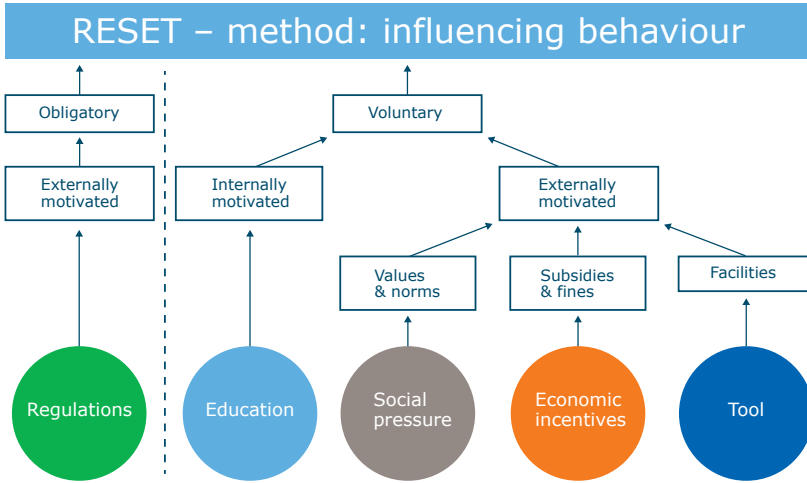 RESET – method: influencing behaviour
Obligatory
Voluntary
Externally
motivated
Internally
motivated
Externally
motivated
Values
& norms
Subsidies
& fines
Facilities
Regulations
Education
Social
pressure
Economic
incentives
Tool